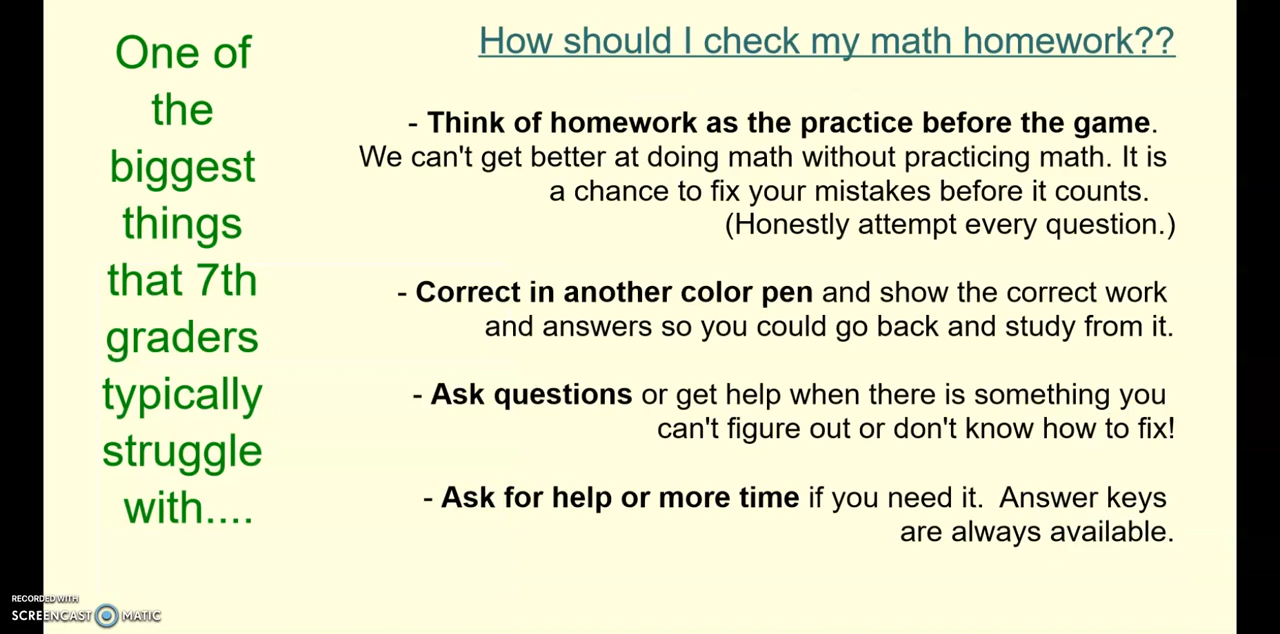 One of
the
biggest
things
that 7th
graders
typically
struggle
with....
How should I check my math homework??
- Think of homework as the practice before the game.
We can't get better at doing math without practicing math. It is
a chance to fix your mistakes before it counts.
(Honestly attempt every question.)
- Correct in another color pen and show the correct work
and answers so you could go back and study from it.
- Ask questions or get help when there is something you
can't figure out or don't know how to fix!
- Ask for help or more time if you need it.  Answer keys
are always available.
RECORDED WITH
SCREENCAST MATIC